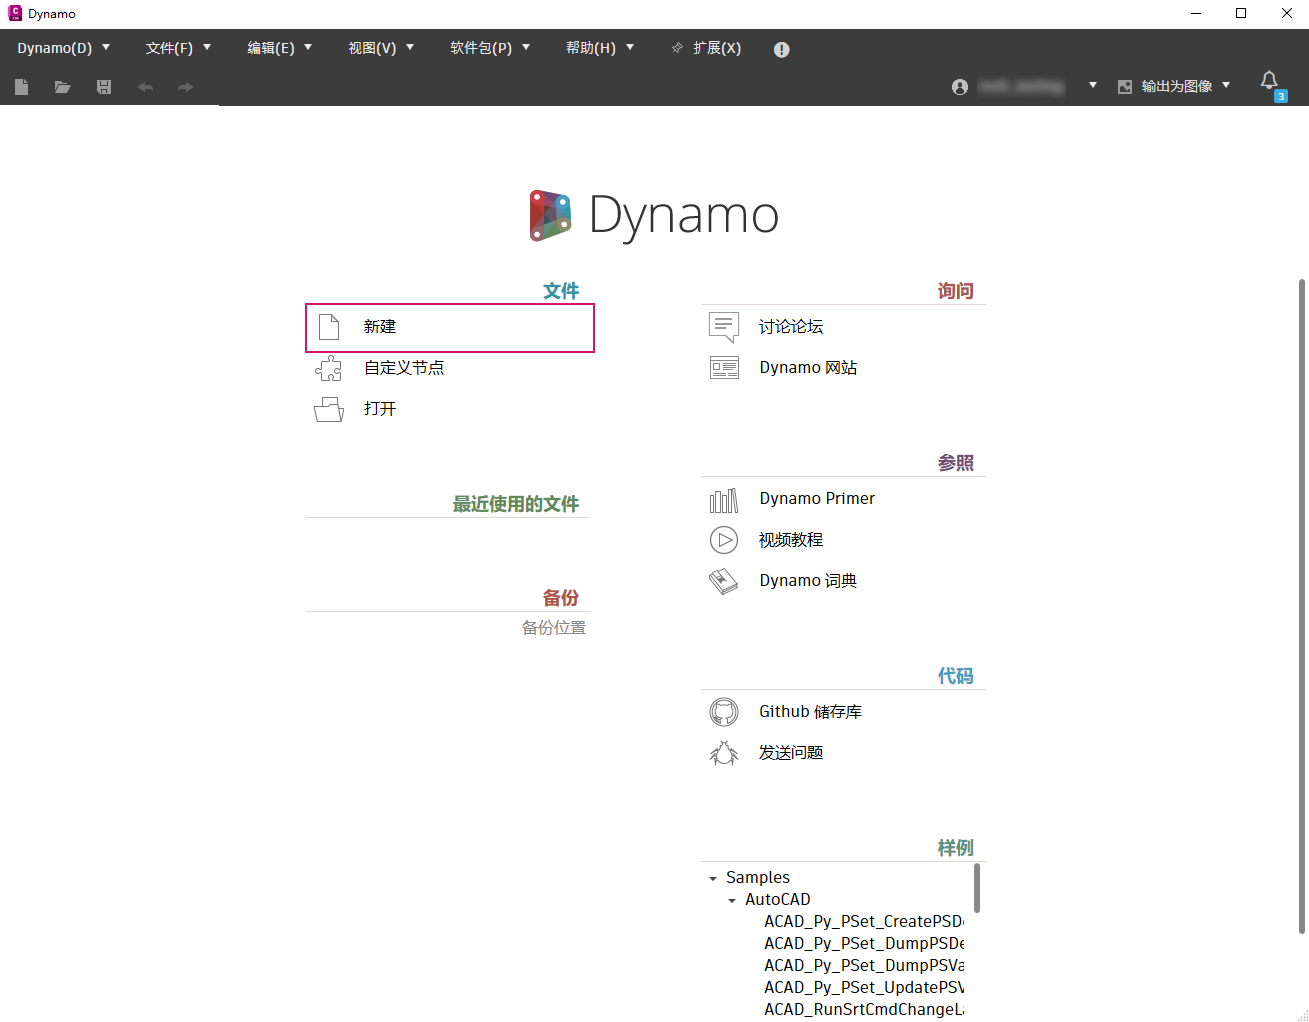 Dynamo
Dynamo(D) 文件(F) 编辑(E) 视图(V) 软件包(P) 帮助(H) 扩展(X)
输出为图像 3
Dynamo
文件
新建
自定义节点
打开
最近使用的文件
备份
备份位置
询问
讨论论坛
Dynamo 网站
参照
Dynamo Primer
视频教程
Dynamo 词典
代码
Github 储存库
发送问题
样例
Samples
AutoCAD
ACAD_Py_PSet_CreatePSD
ACAD_Py_PSet_DumpPSDe
ACAD_Py_PSet_DumpPSVa
ACAD_Py_PSet_UpdatePSV
ACAD_RunSrtCmdChangeL